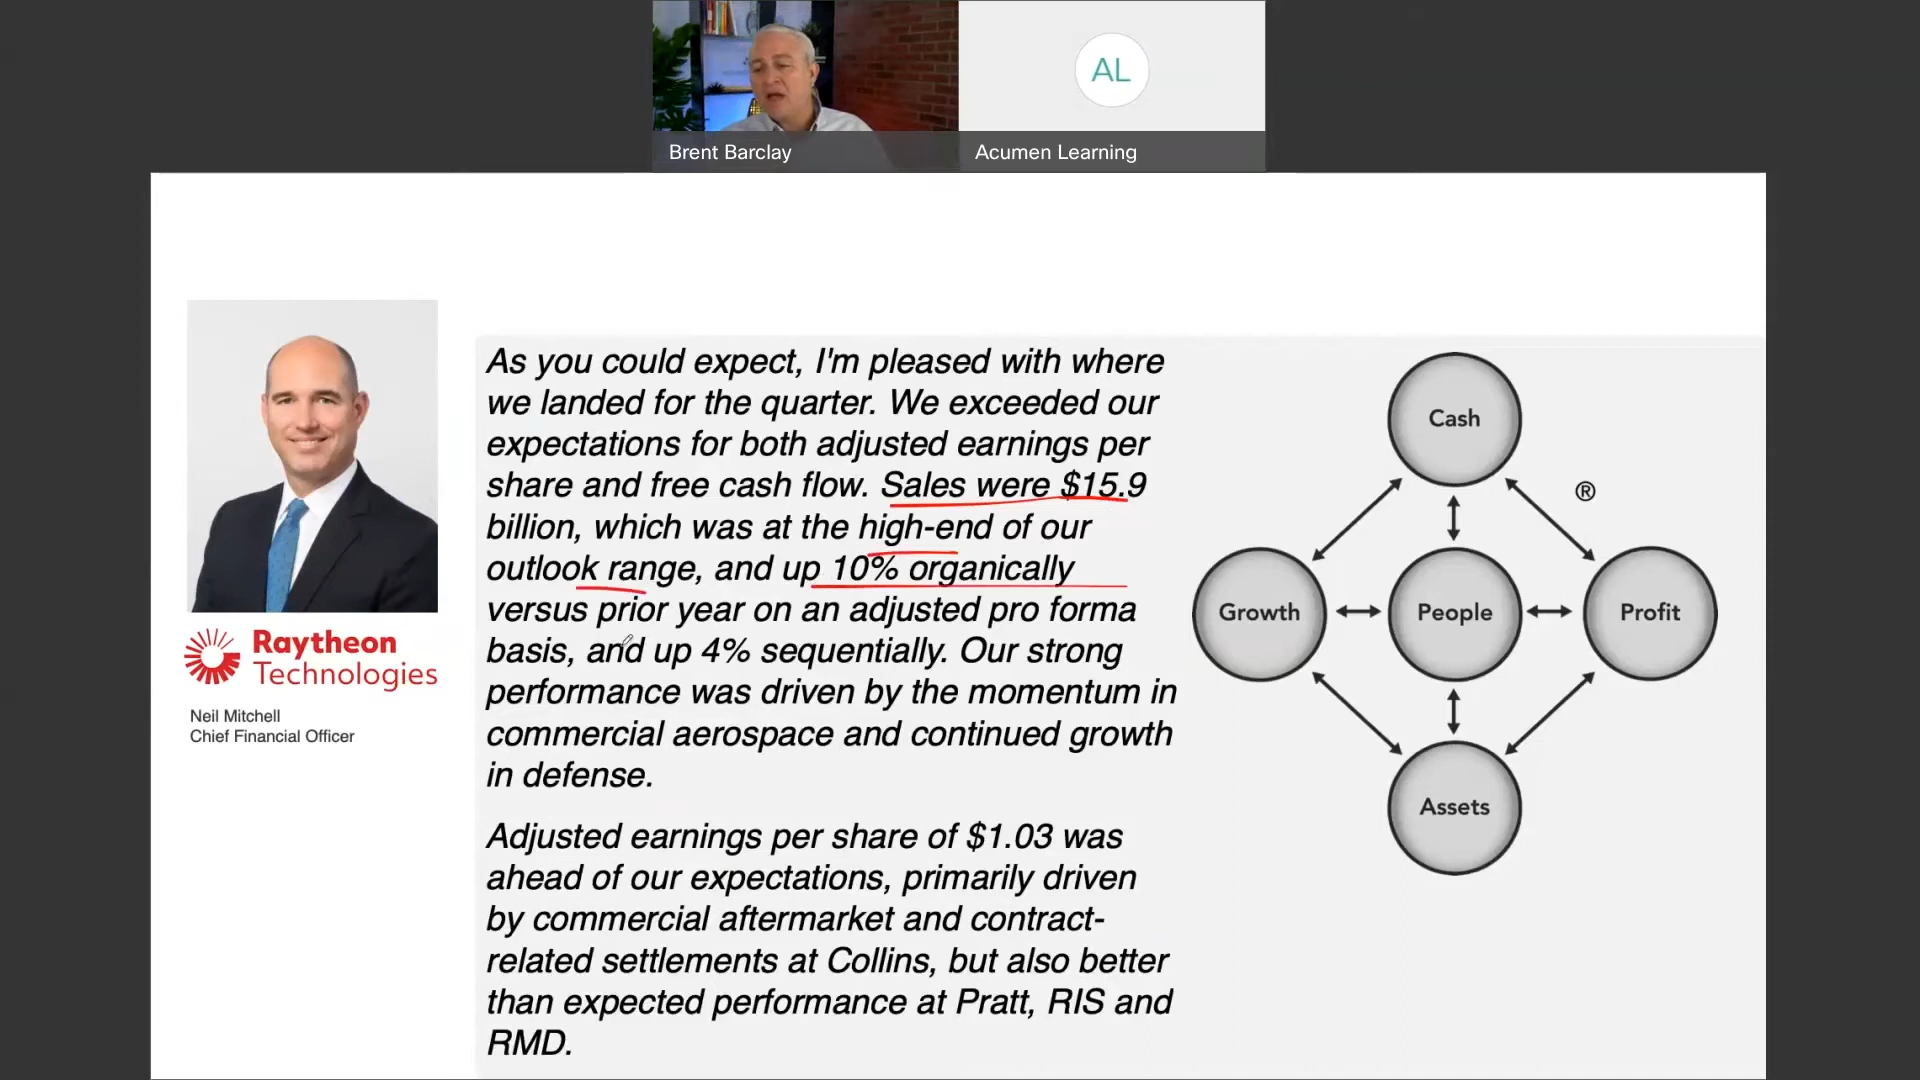 AL
Brent Barclay
Acumen Learning
As you could expect, I'm pleased with where
we landed for the quarter. We exceeded our
expectations for both adjusted earnings per
share and free cash flow. Sales were $15.9
billion, which was at the high-end of our
outlook range, and up 10% organically
versus prior year on an adjusted pro forma
basis, and up 4% sequentially. Our strong
performance was driven by the momentum in
commercial aerospace and continued growth
in defense.
Adjusted earnings per share of $1.03 was
ahead of our expectations, primarily driven
by commercial aftermarket and contract-
related settlements at Collins, but also better
than expected performance at Pratt, RIS and
RMD.
Raytheon
Technologies
Neil Mitchell
Chief Financial Officer
Cash
®
Growth
People
Profit
Assets